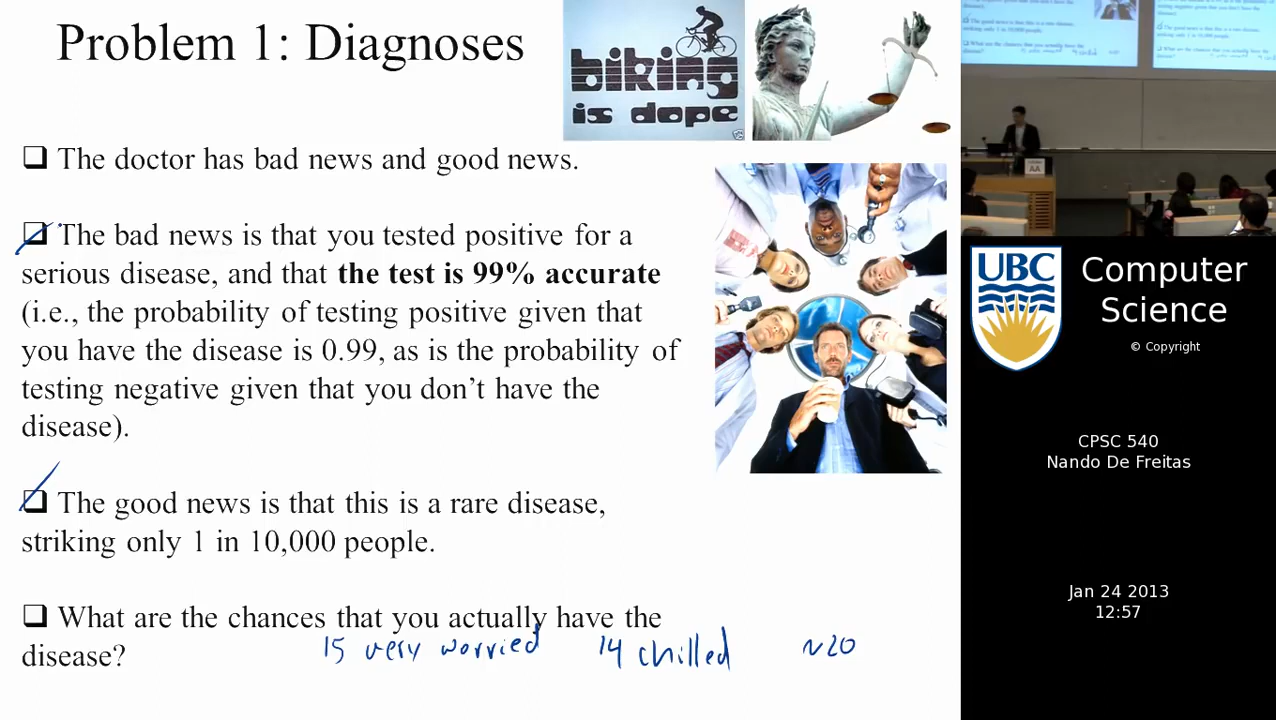 Problem 1: Diagnoses
biking
is dope
❑ The doctor has bad news and good news.
❑ The bad news is that you tested positive for a
serious disease, and that the test is 99% accurate
(i.e., the probability of testing positive given that
you have the disease is 0.99, as is the probability of
testing negative given that you don't have the
disease).
❑ The good news is that this is a rare disease,
striking only 1 in 10,000 people.
❑ What are the chances that you actually have the
disease?
15 very worried 14 chilled ~20
AA
UBC
Computer
Science
© Copyright
CPSC 540
Nando De Freitas
Jan 24 2013
12:57